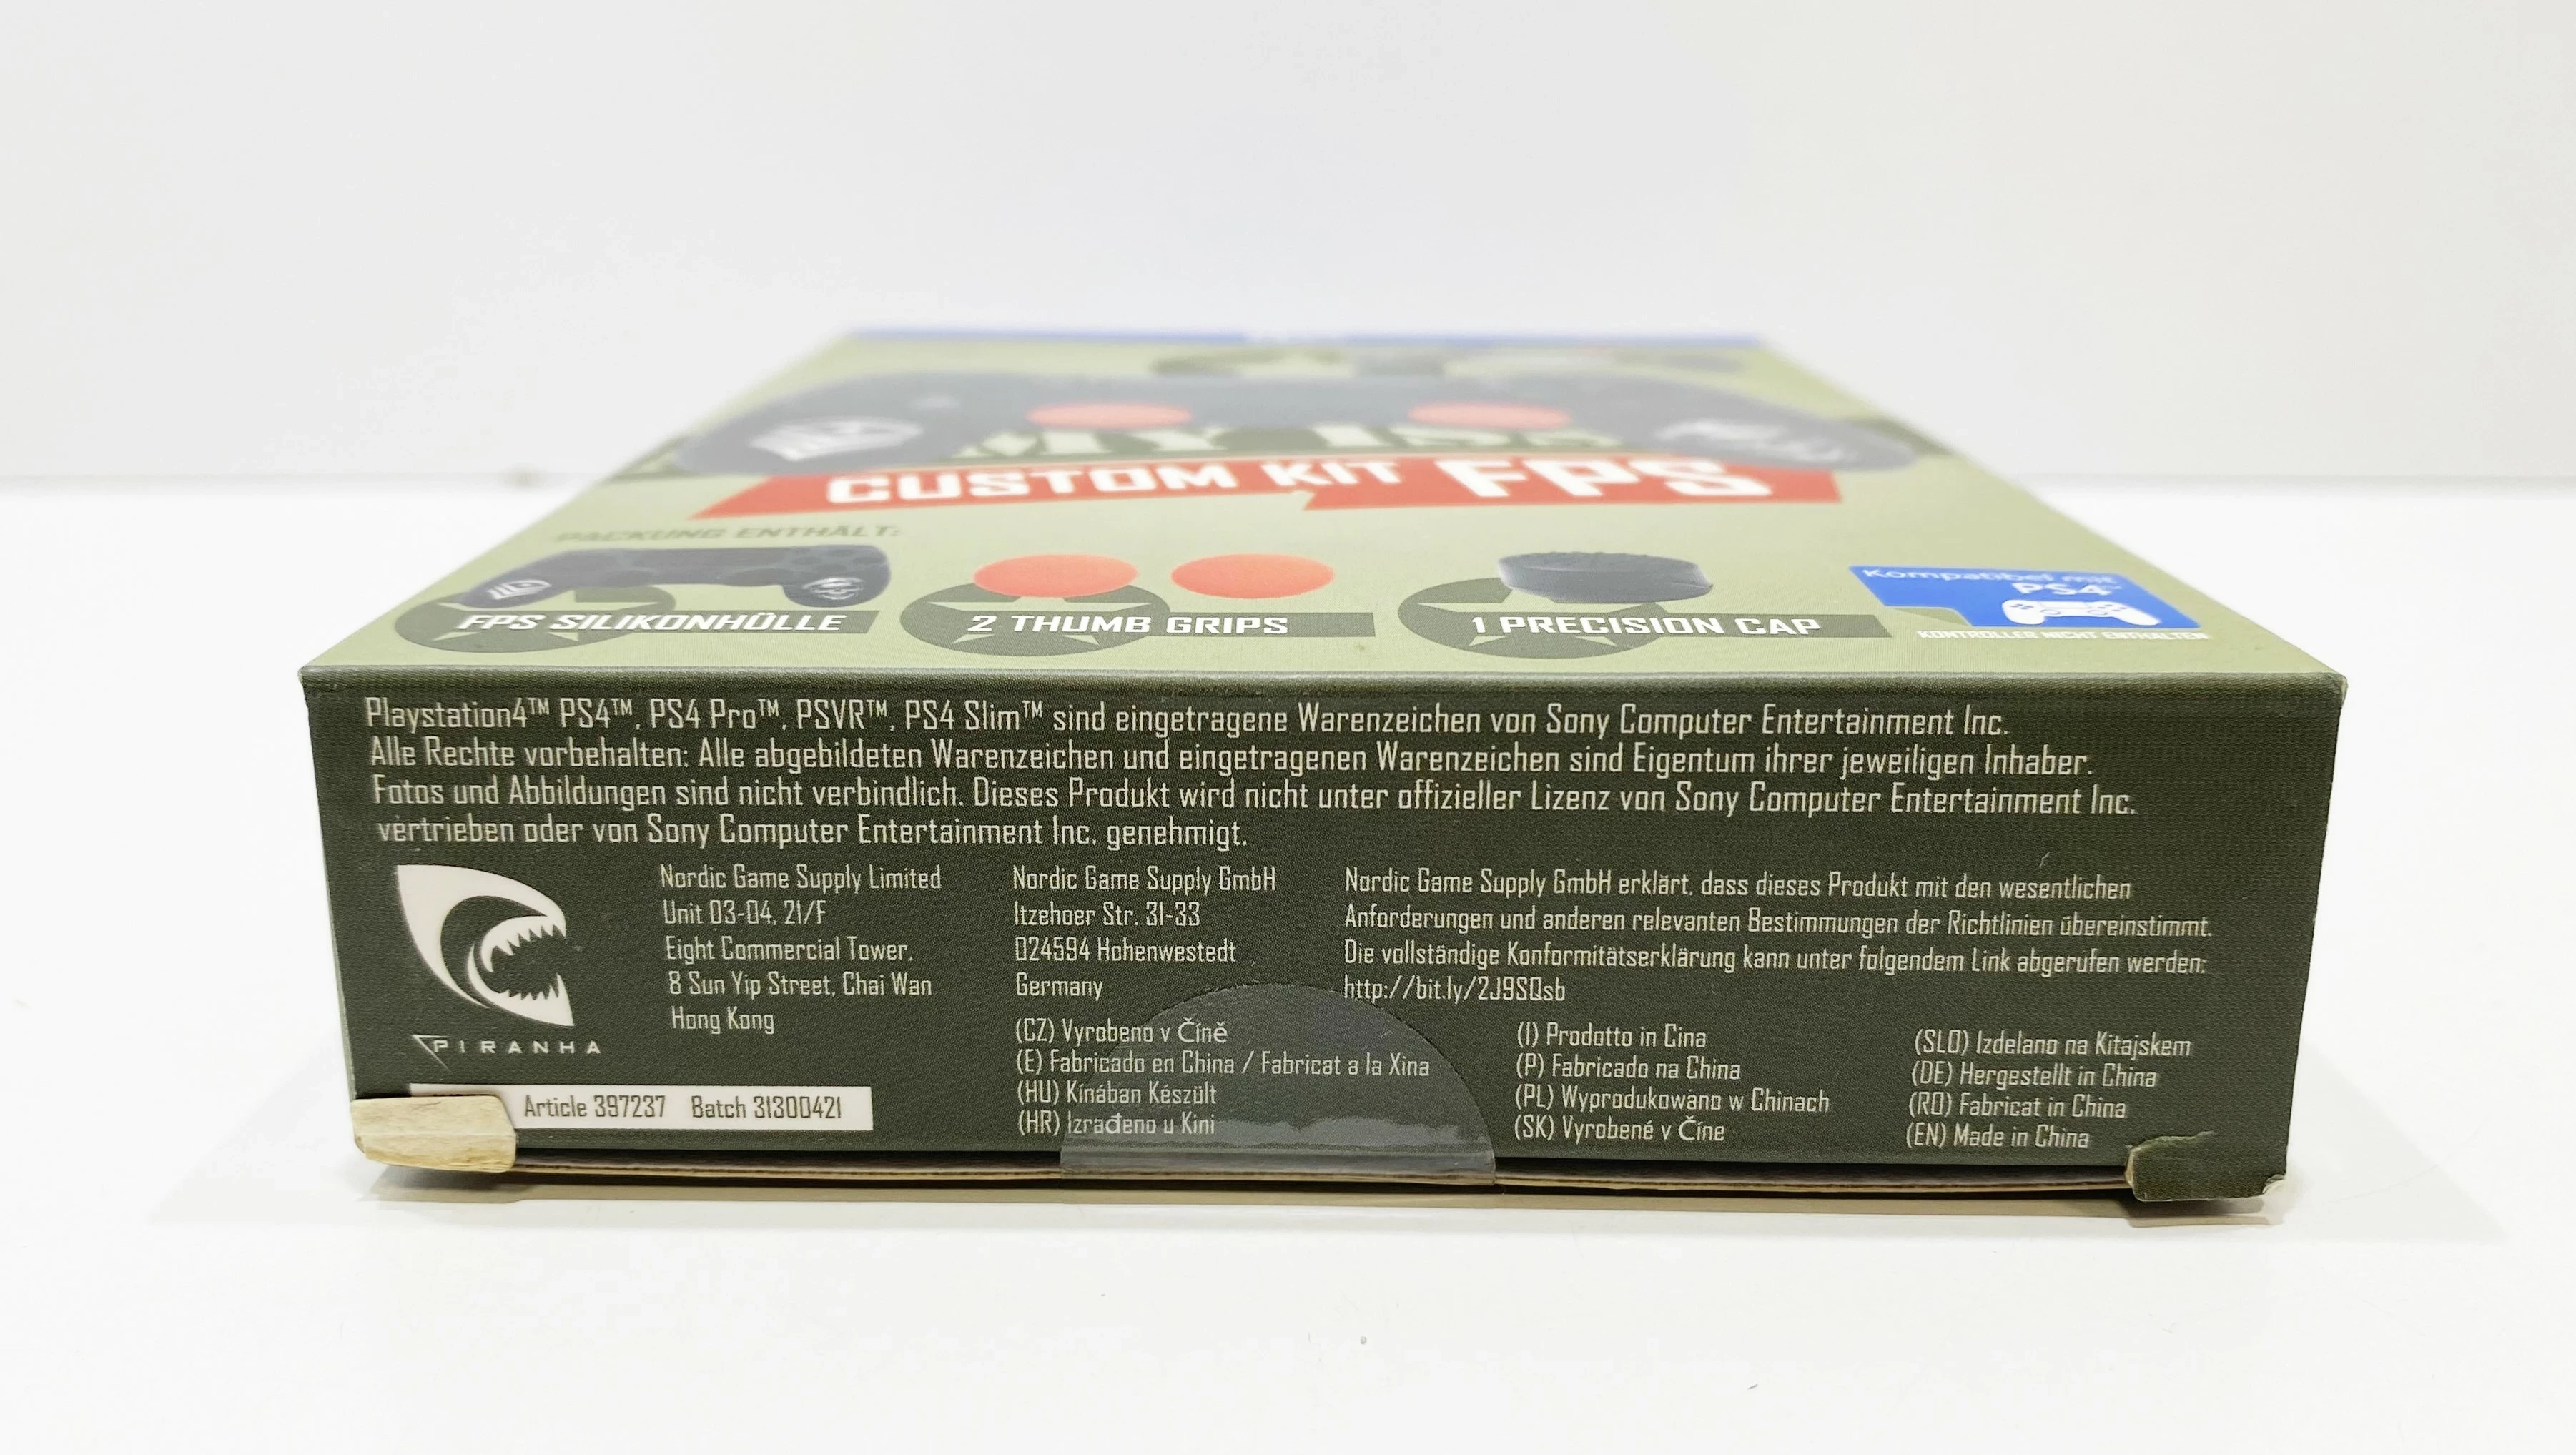 CUSTOM KIT FPS
PACKUNG ENTHÄLT:
FPS SILIKONHÜLLE
2 THUMB GRIPS
1 PRECISION CAP
Kompatibel mit
PS4™
KONTROLLER NICHT ENTHALTEN
Playstation4™ PS4™, PS4 Pro™, PSVR™, PS4 Slim™ sind eingetragene Warenzeichen von Sony Computer Entertainment Inc.
Alle Rechte vorbehalten: Alle abgebildeten Warenzeichen und eingetragenen Warenzeichen sind Eigentum ihrer jeweiligen Inhaber.
Fotos und Abbildungen sind nicht verbindlich. Dieses Produkt wird nicht unter offizieller Lizenz von Sony Computer Entertainment Inc.
vertrieben oder von Sony Computer Entertainment Inc. genehmigt.
PIRANHA
Article 397237 Batch 31300421
Nordic Game Supply Limited
Unit 03-04, 21/F
Eight Commercial Tower,
8 Sun Yip Street, Chai Wan
Hong Kong
Nordic Game Supply GmbH
Itzehoer Str. 31-33
024594 Hohenwestedt
Germany
Nordic Game Supply GmbH erklärt, dass dieses Produkt mit den wesentlichen
Anforderungen und anderen relevanten Bestimmungen der Richtlinien übereinstimmt.
Die vollständige Konformitätserklärung kann unter folgendem Link abgerufen werden:
http://bit.ly/2J9SQsb
(CZ) Vyrobeno v Číně
(E) Fabricado en China / Fabricat a la Xina
(HU) Kínában Készült
(HR) Izrađeno u Kini
(I) Prodotto in Cina
(P) Fabricado na China
(PL) Wyprodukowano w Chinach
(SK) Vyrobené v Číne
(SLO) Izdelano na Kitajskem
(DE) Hergestellt in China
(RO) Fabricat in China
(EN) Made in China